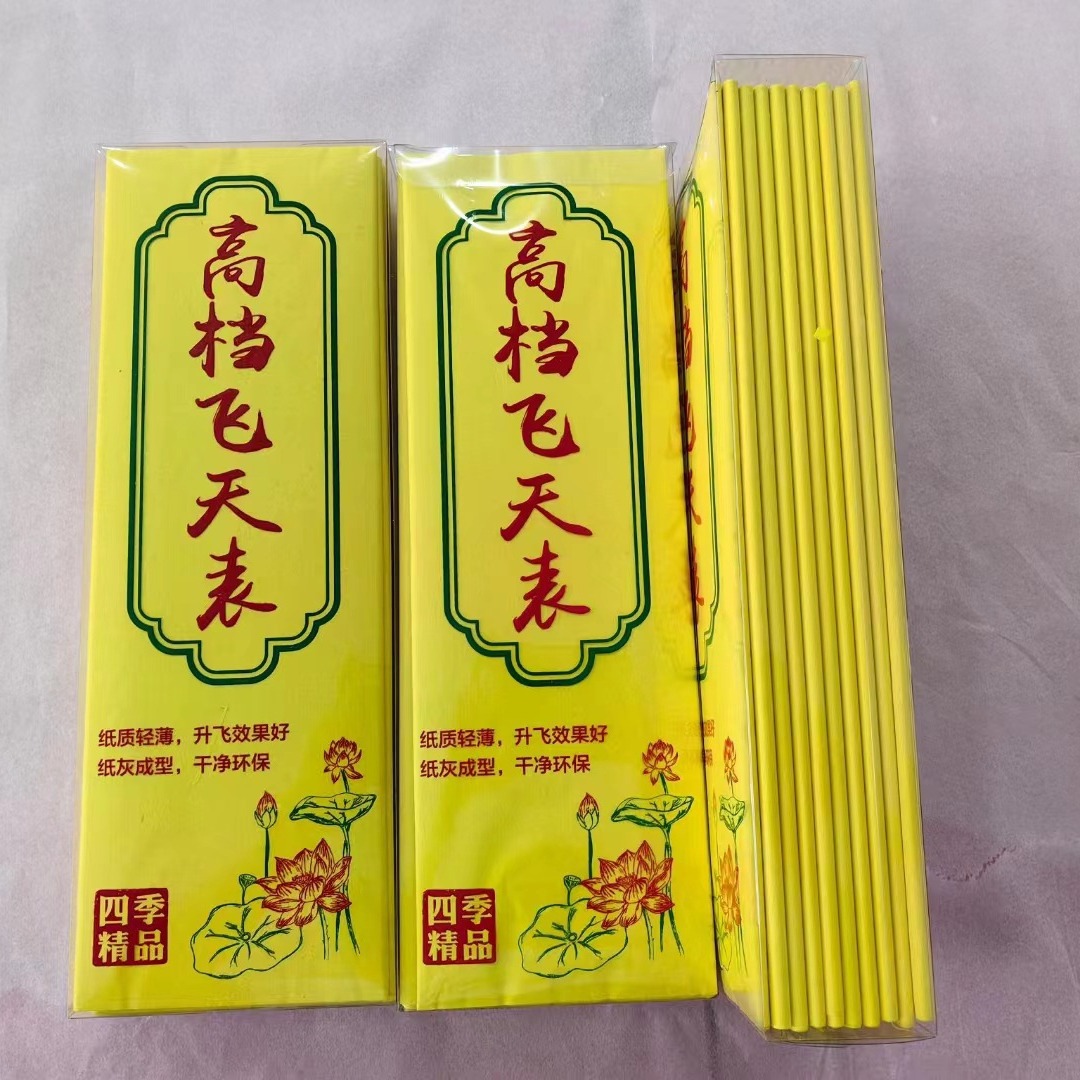 高档飞天表
纸质轻薄，升飞效果好
纸灰成型，干净环保
四季
精品
高档飞天表
纸质轻薄，升飞效果好
纸灰成型，干净环保
四季
精品